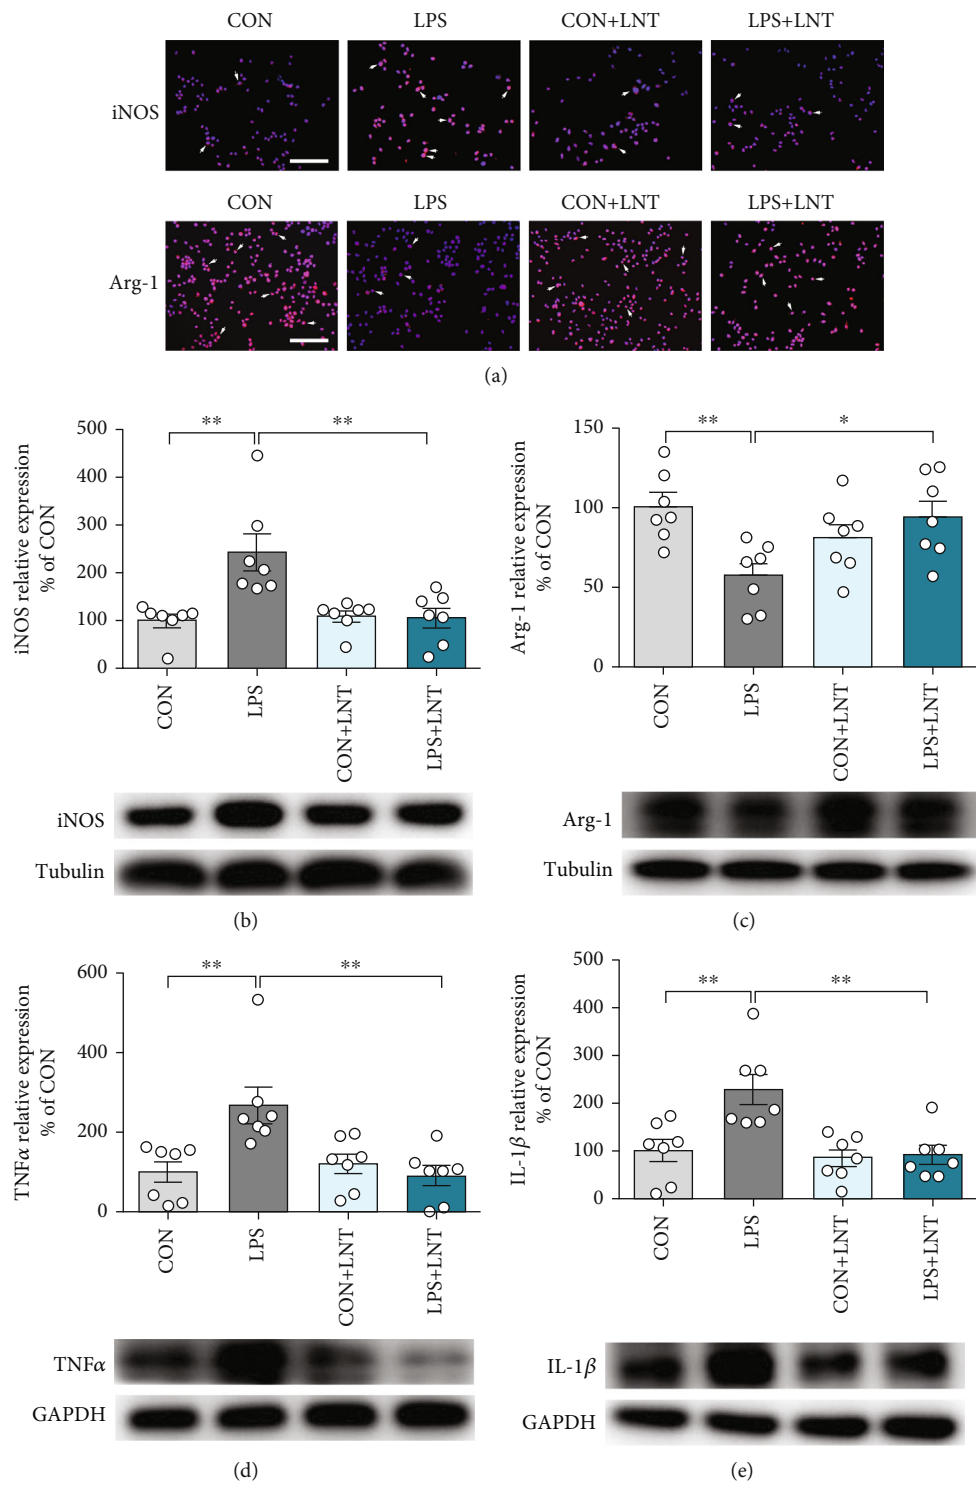 CON LPS CON+LNT LPS+LNT
iNOS
CON LPS CON+LNT LPS+LNT
Arg-1
(a)
iNOS relative expression
% of CON
500
400
300
200
100
0
** **
CON LPS CON+LNT LPS+LNT
iNOS
Tubulin
(b)
Arg-1 relative expression
% of CON
150
100
50
0
** *
CON LPS CON+LNT LPS+LNT
Arg-1
Tubulin
(c)
TNFα relative expression
% of CON
600
400
200
0
** **
CON LPS CON+LNT LPS+LNT
TNFα
GAPDH
(d)
IL-1β relative expression
% of CON
500
400
300
200
100
0
** **
CON LPS CON+LNT LPS+LNT
IL-1β
GAPDH
(e)